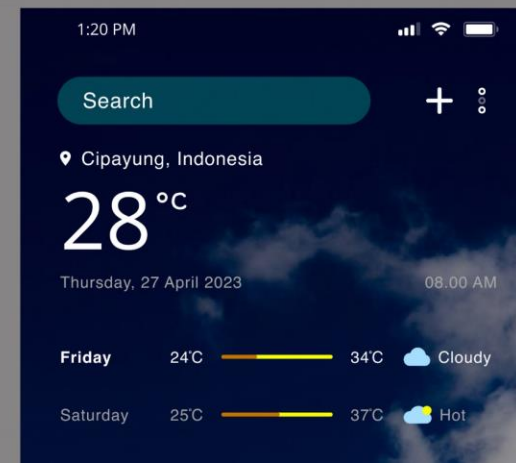 1:20 PM
Search
Cipayung, Indonesia
28°C
Thursday, 27 April 2023 08.00 AM
Friday 24°C 34°C Cloudy
Saturday 25°C 37°C Hot